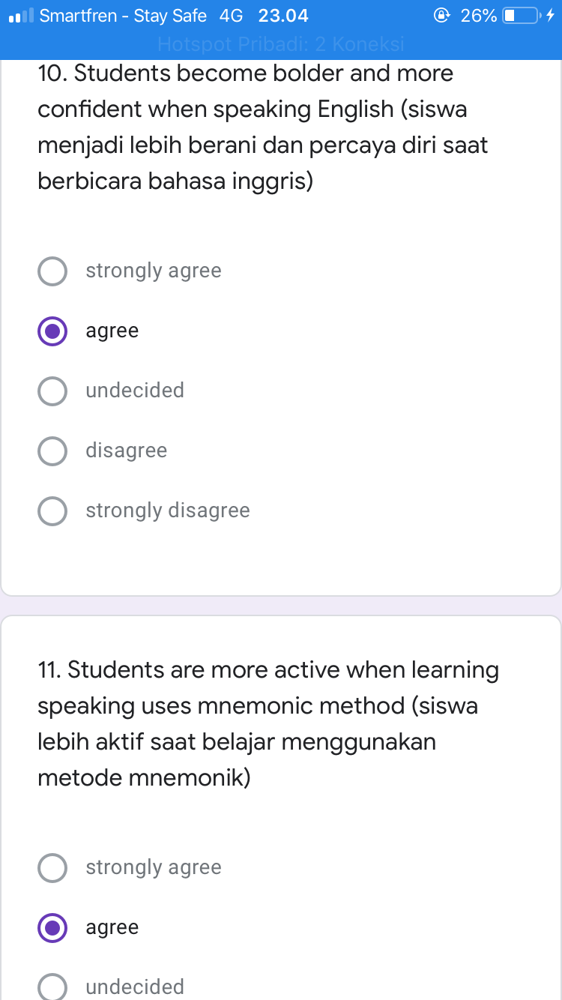 Smartfren - Stay Safe 4G 23.04 26%
Hotspot Pribadi: 2 Koneksi
10. Students become bolder and more
confident when speaking English (siswa
menjadi lebih berani dan percaya diri saat
berbicara bahasa inggris)
strongly agree
agree
undecided
disagree
strongly disagree
11. Students are more active when learning
speaking uses mnemonic method (siswa
lebih aktif saat belajar menggunakan
metode mnemonik)
strongly agree
agree
undecided